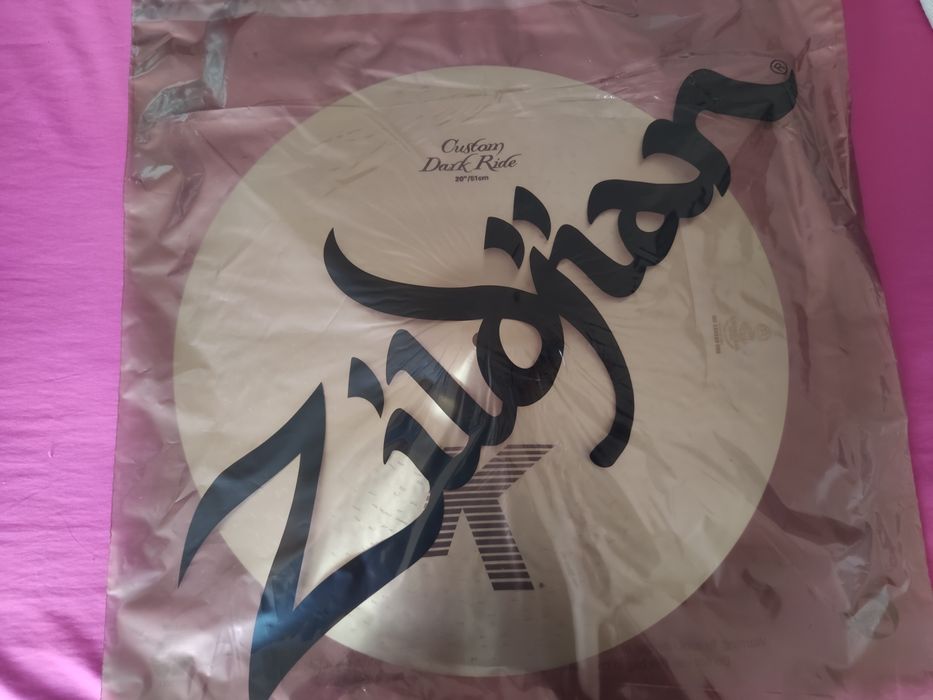 Custom
Dark Ride
20"/51cm
Zildjian®
K